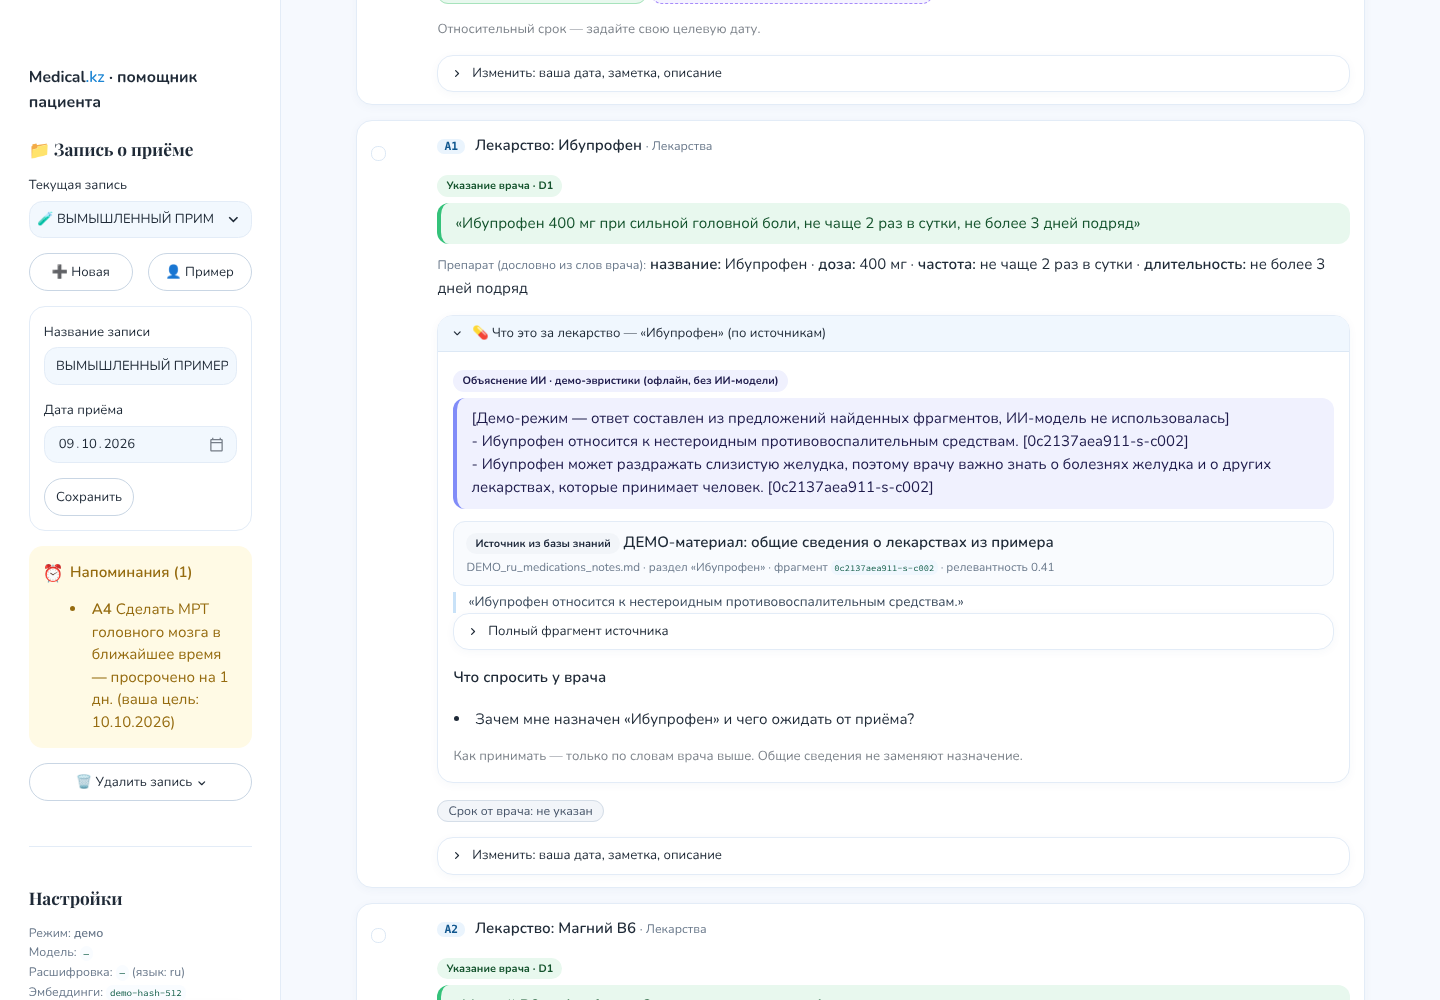 Medical.kz · помощник
пациента
📁 Запись о приёме
Текущая запись
🧪 ВЫМЫШЛЕННЫЙ ПРИМ
➕ Новая
👤 Пример
Название записи
ВЫМЫШЛЕННЫЙ ПРИМЕР
Дата приёма
09.10.2026
Сохранить
⏰ Напоминания (1)
• A4 Сделать МРТ
головного мозга в
ближайшее время
— просрочено на 1
дн. (ваша цель:
10.10.2026)
🗑️ Удалить запись
Настройки
Режим: демо
Модель: –
Расшифровка: – (язык: ru)
Эмбеддинги: demo-hash-512
Относительный срок — задайте свою целевую дату.
Изменить: ваша дата, заметка, описание
A1 Лекарство: Ибупрофен · Лекарства
Указание врача · D1
«Ибупрофен 400 мг при сильной головной боли, не чаще 2 раз в сутки, не более 3 дней подряд»
Препарат (дословно из слов врача): название: Ибупрофен · доза: 400 мг · частота: не чаще 2 раз в сутки · длительность: не более 3
дней подряд
💊 Что это за лекарство — «Ибупрофен» (по источникам)
Объяснение ИИ · демо-эвристики (офлайн, без ИИ-модели)
[Демо-режим — ответ составлен из предложений найденных фрагментов, ИИ-модель не использовалась]
- Ибупрофен относится к нестероидным противовоспалительным средствам. [0c2137aea911-s-c002]
- Ибупрофен может раздражать слизистую желудка, поэтому врачу важно знать о болезнях желудка и о других
лекарствах, которые принимает человек. [0c2137aea911-s-c002]
Источник из базы знаний ДЕМО-материал: общие сведения о лекарствах из примера
DEMO_ru_medications_notes.md · раздел «Ибупрофен» · фрагмент 0c2137aea911-s-c002 · релевантность 0.41
«Ибупрофен относится к нестероидным противовоспалительным средствам.»
Полный фрагмент источника
Что спросить у врача
• Зачем мне назначен «Ибупрофен» и чего ожидать от приёма?
Как принимать — только по словам врача выше. Общие сведения не заменяют назначение.
Срок от врача: не указан
Изменить: ваша дата, заметка, описание
A2 Лекарство: Магний B6 · Лекарства
Указание врача · D1